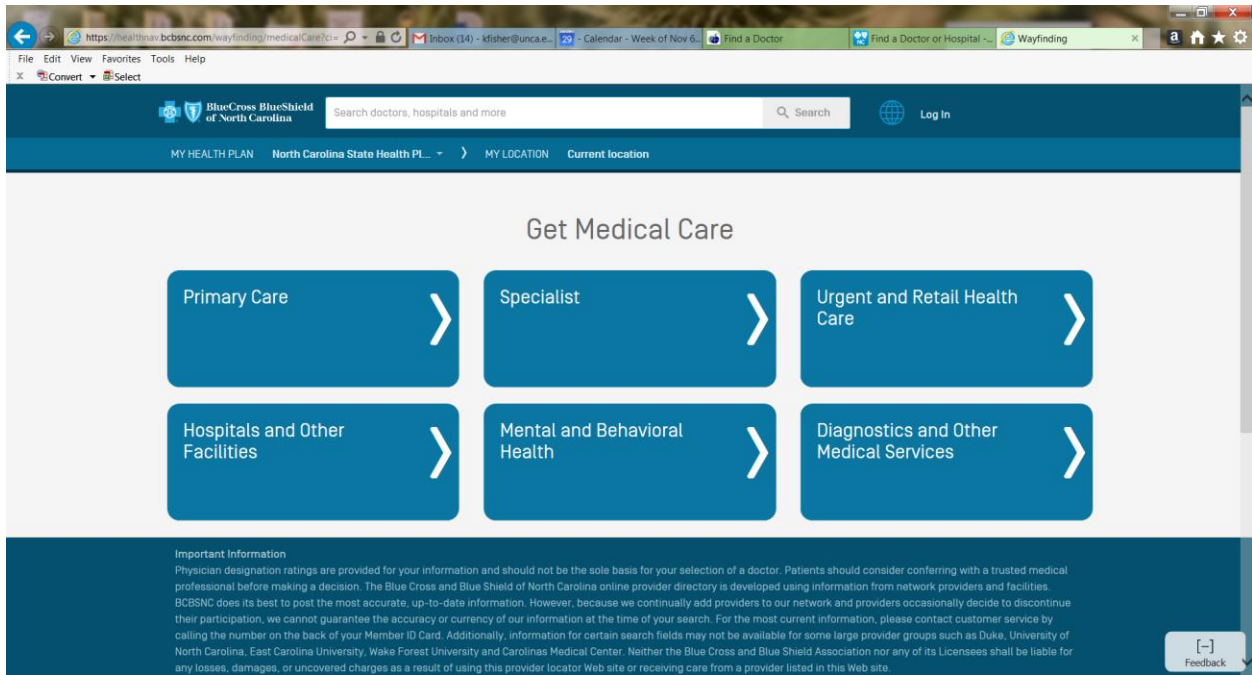 https://healthnav.bcbsnc.com/wayfinding/medicalCare?ci=
Inbox (14) - kfisher@unca.e...
29
- Calendar - Week of Nov 6...
Find a Doctor
Find a Doctor or Hospital -...
Wayfinding
File Edit View Favorites Tools Help
X Convert Select
BlueCross BlueShield
of North Carolina
Search doctors, hospitals and more
Search
Log In
MY HEALTH PLAN North Carolina State Health Pl... MY LOCATION Current location
Get Medical Care
Primary Care
Specialist
Urgent and Retail Health
Care
Hospitals and Other
Facilities
Mental and Behavioral
Health
Diagnostics and Other
Medical Services
Important Information
Physician designation ratings are provided for your information and should not be the sole basis for your selection of a doctor. Patients should consider conferring with a trusted medical
professional before making a decision. The Blue Cross and Blue Shield of North Carolina online provider directory is developed using information from network providers and facilities.
BCBSNC does its best to post the most accurate, up-to-date information. However, because we continually add providers to our network and providers occasionally decide to discontinue
their participation, we cannot guarantee the accuracy or currency of our information at the time of your search. For the most current information, please contact customer service by
calling the number on the back of your Member ID Card. Additionally, information for certain search fields may not be available for some large provider groups such as Duke, University of
North Carolina, East Carolina University, Wake Forest University and Carolinas Medical Center. Neither the Blue Cross and Blue Shield Association nor any of its Licensees shall be liable for
any losses, damages, or uncovered charges as a result of using this provider locator Web site or receiving care from a provider listed in this Web site.
[-]
Feedback